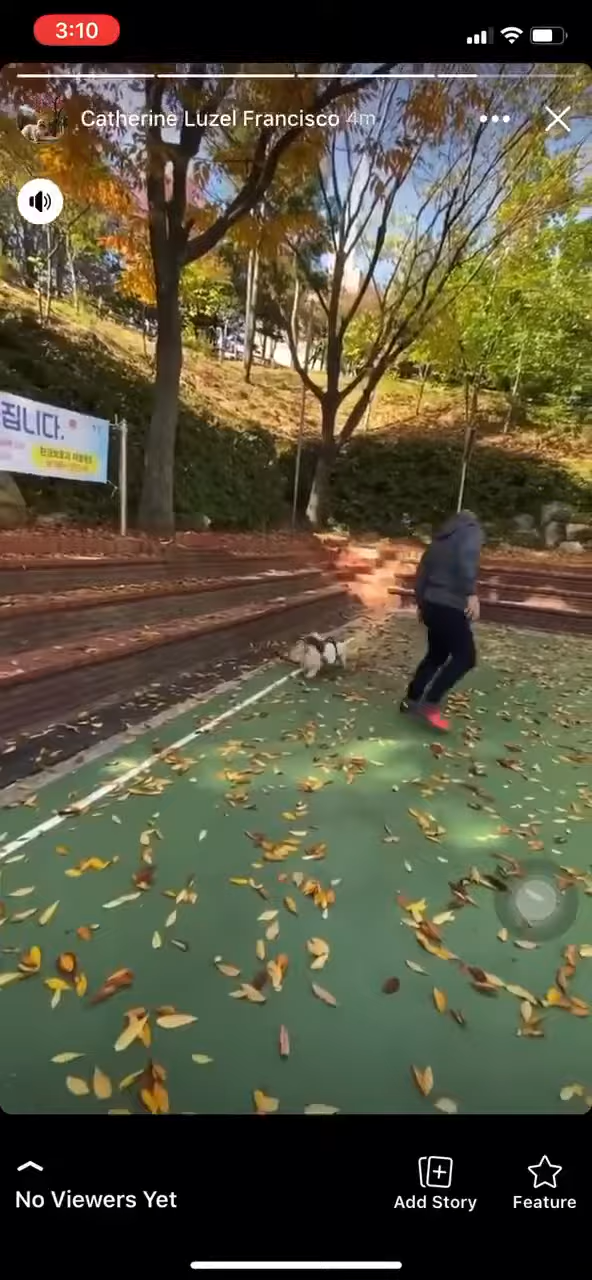 3:10
Catherine Luzel Francisco 4m
집니다.
No Viewers Yet
Add Story
Feature